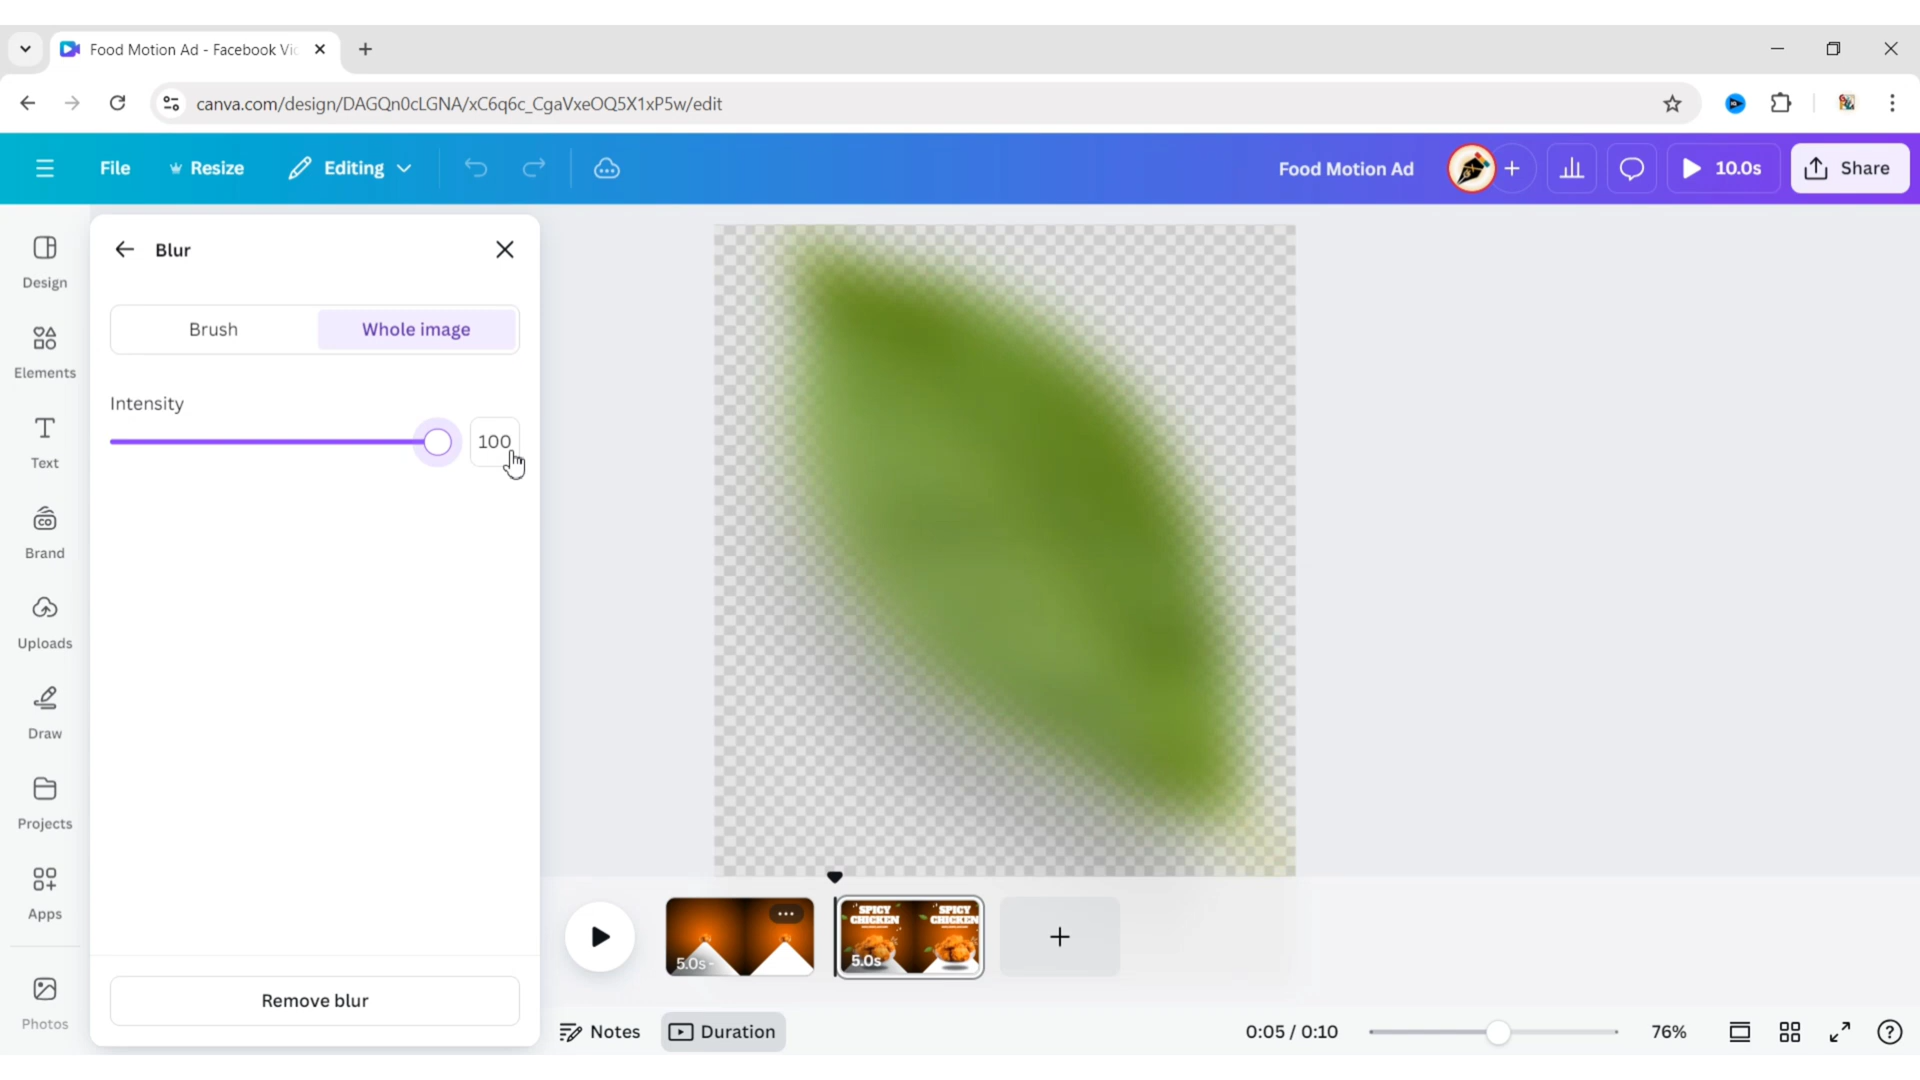 Food Motion Ad - Facebook Vic
canva.com/design/DAGQn0cLGNA/xC6q6c_CgaVxeOQ5X1xP5w/edit
File
Resize
Editing
Food Motion Ad
10.0s
Share
Design
Elements
Text
Brand
Uploads
Draw
Projects
Apps
Photos
Blur
Brush
Whole image
Intensity
100
Remove blur
5.0s
SPICY SPICY
CHICKEN CHICKEN
5.0s
Notes
Duration
0:05 / 0:10
76%